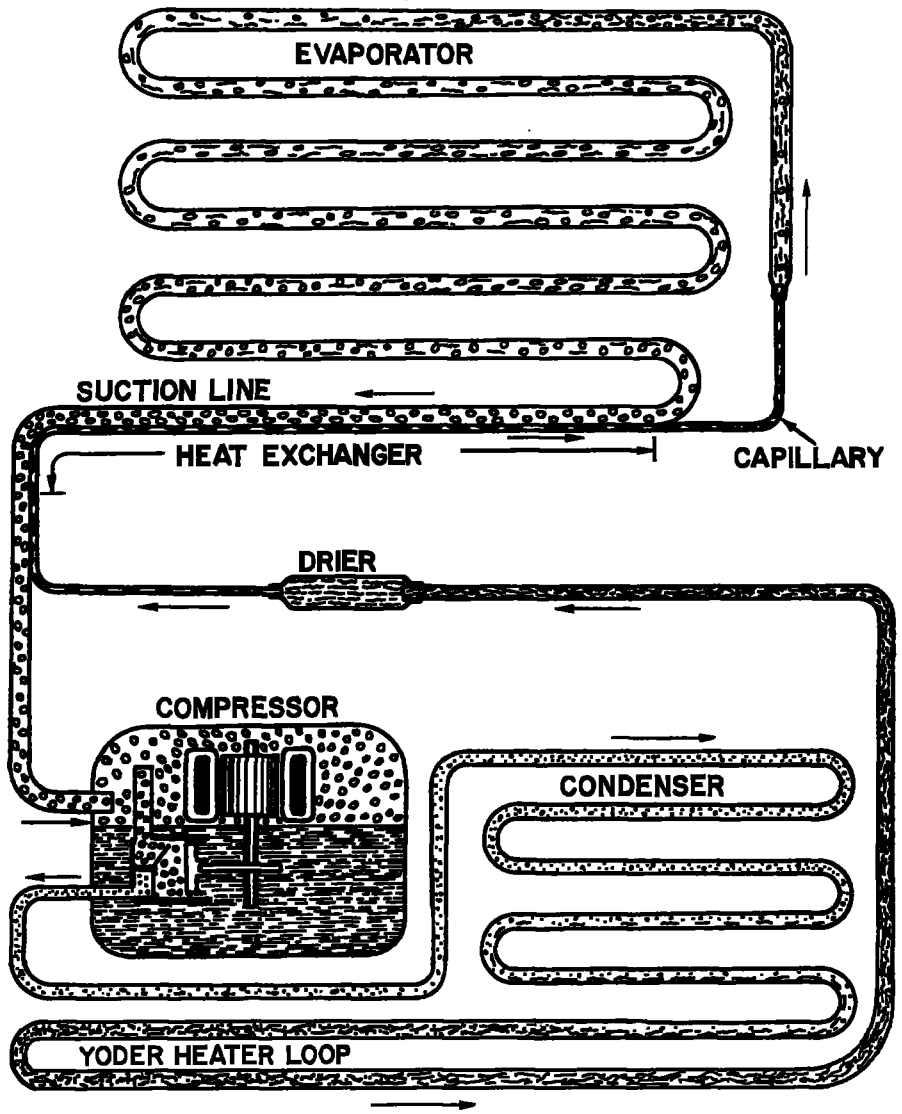 EVAPORATOR
SUCTION LINE
HEAT EXCHANGER
CAPILLARY
DRIER
COMPRESSOR
CONDENSER
YODER HEATER LOOP